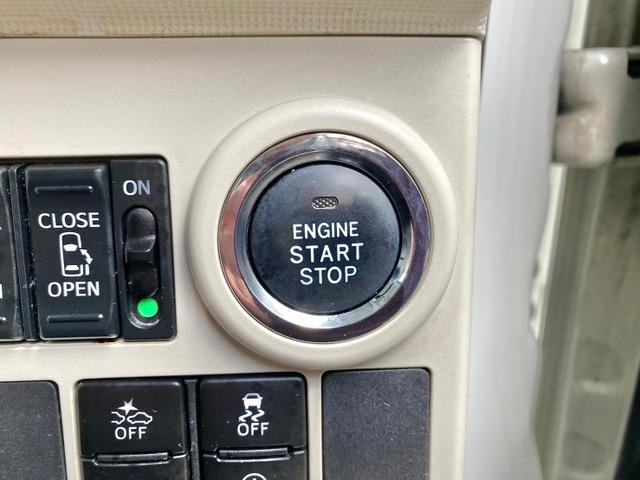 ON
CLOSE
OPEN
ENGINE
START
STOP
OFF
OFF